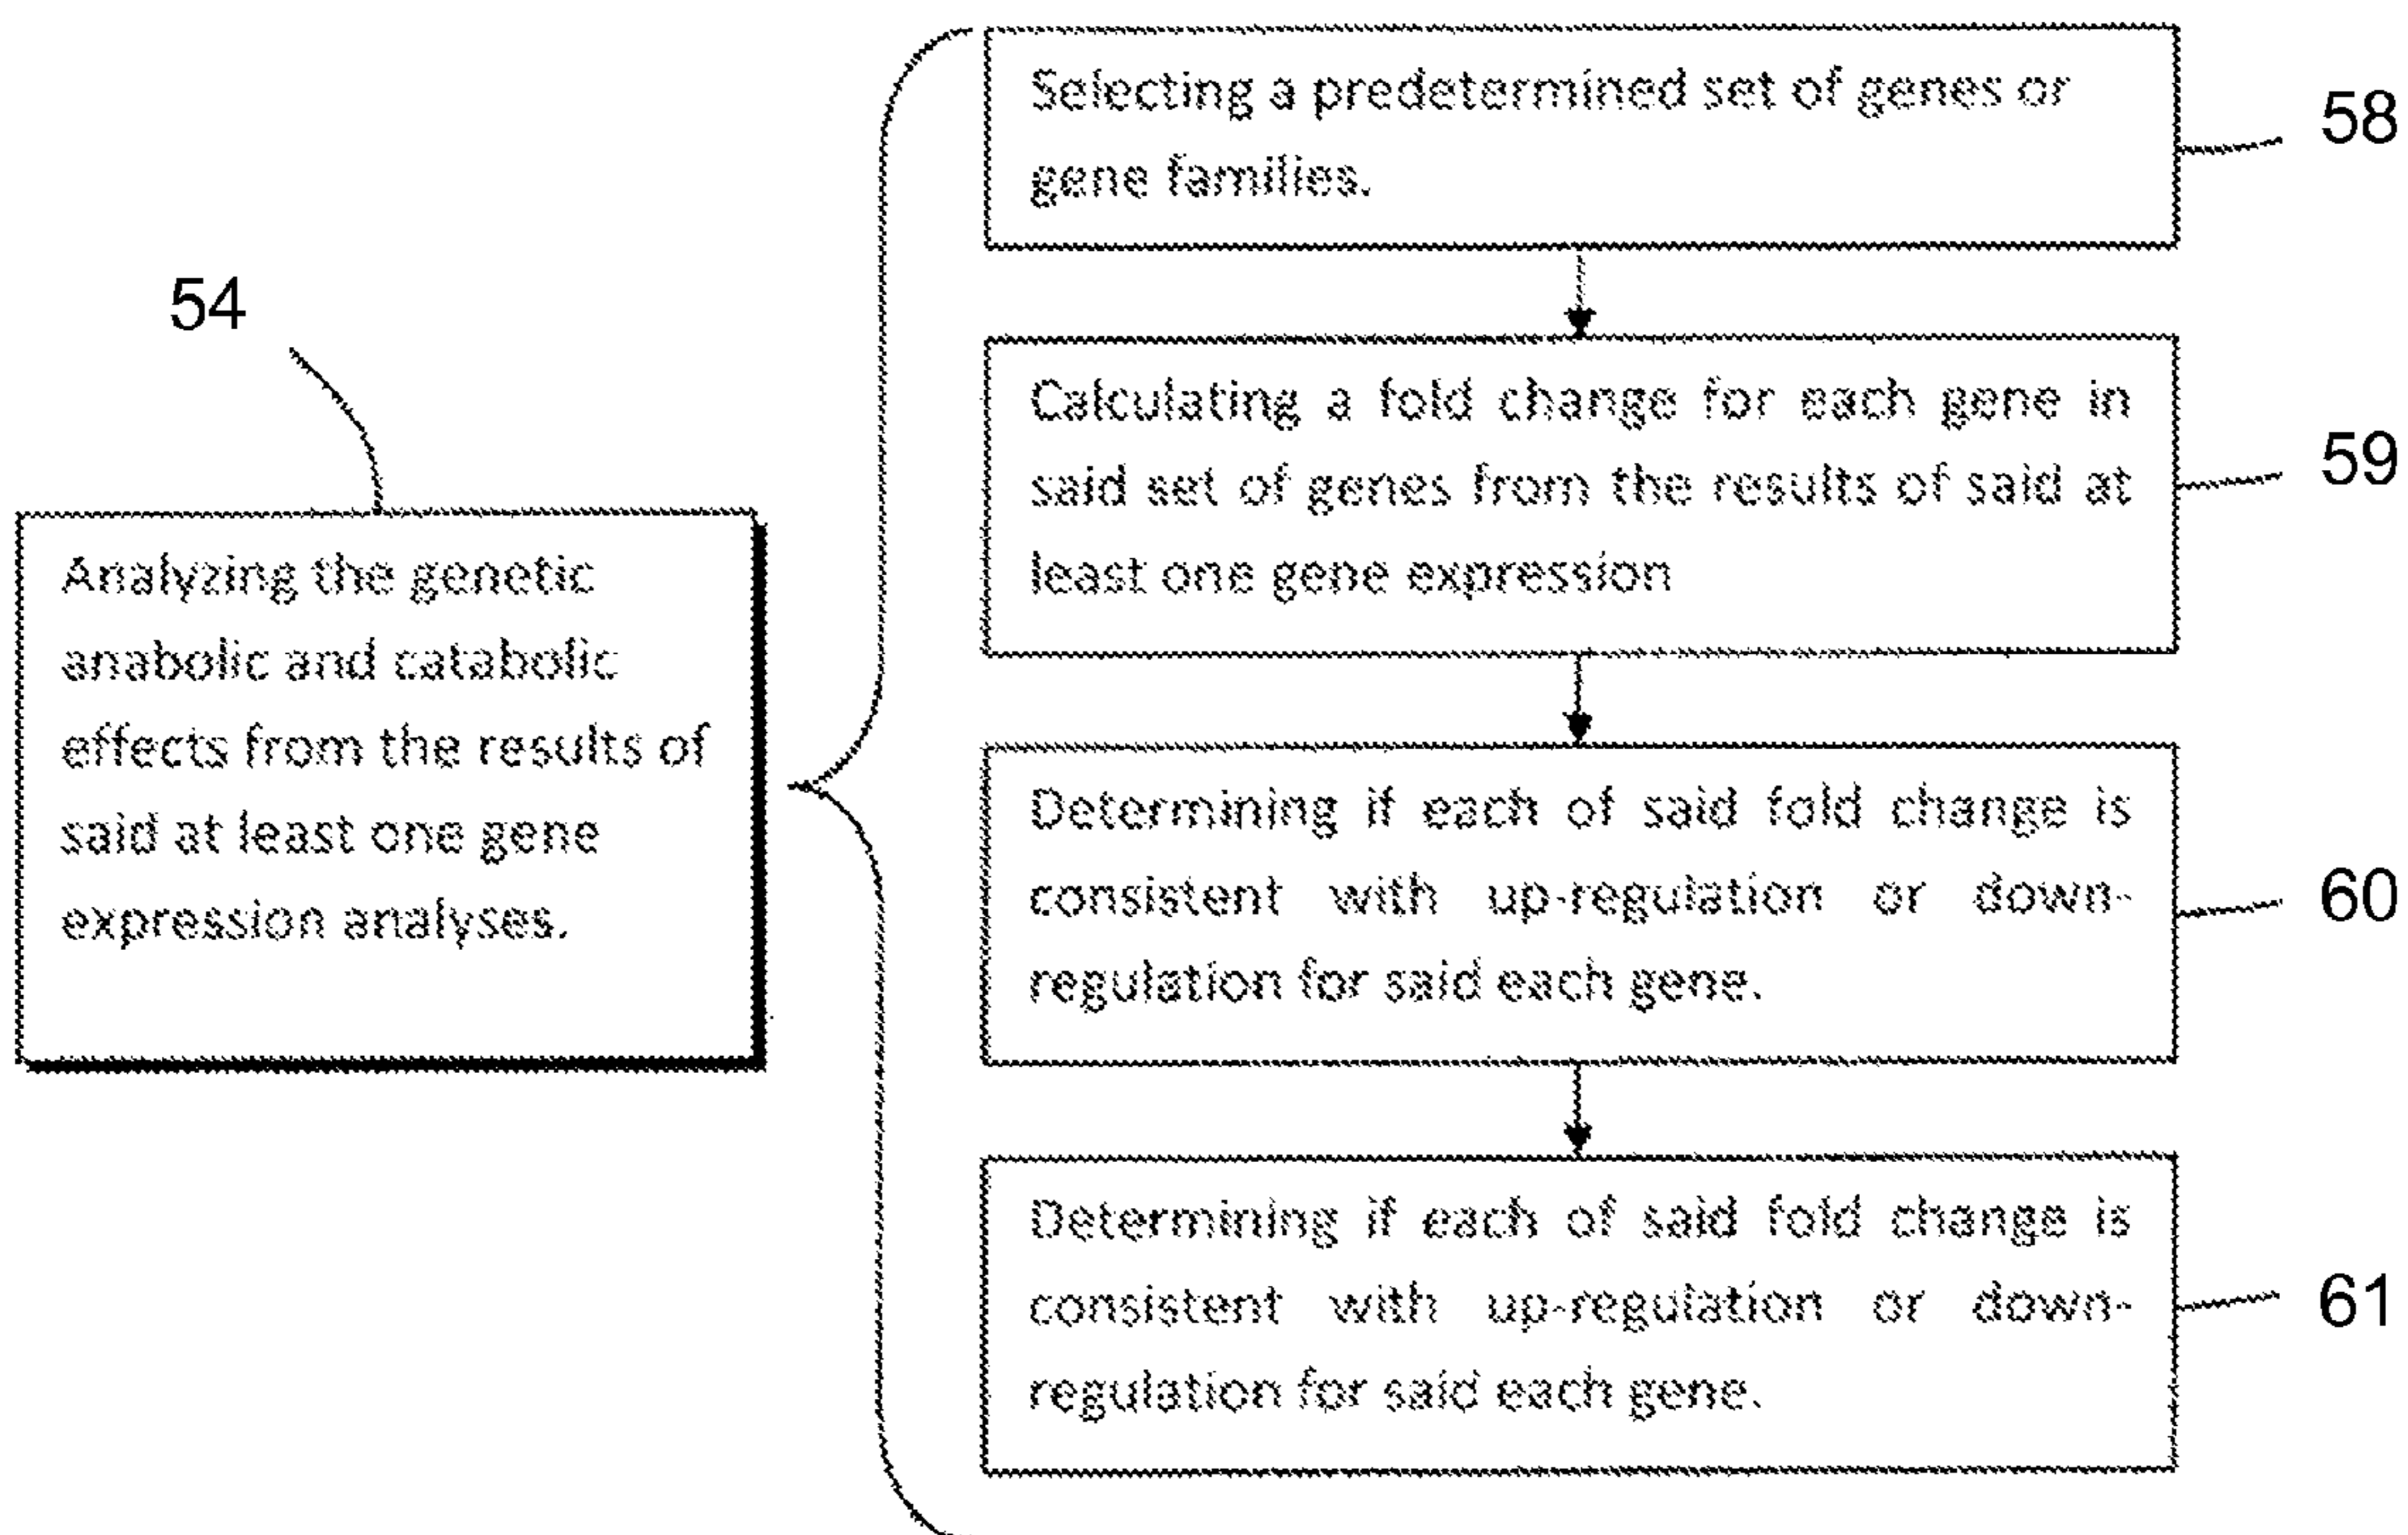 54
Analyzing the genetic
anabolic and catabolic
effects from the results of
said at least one gene
expression analyses.
Selecting a predetermined set of genes or
gene families.
58
Calculating a fold change for each gene in
said set of genes from the results of said at
least one gene expression
59
Determining if each of said fold change is
consistent with up-regulation or down-
regulation for said each gene.
60
Determining if each of said fold change is
consistent with up-regulation or down-
regulation for said each gene.
61